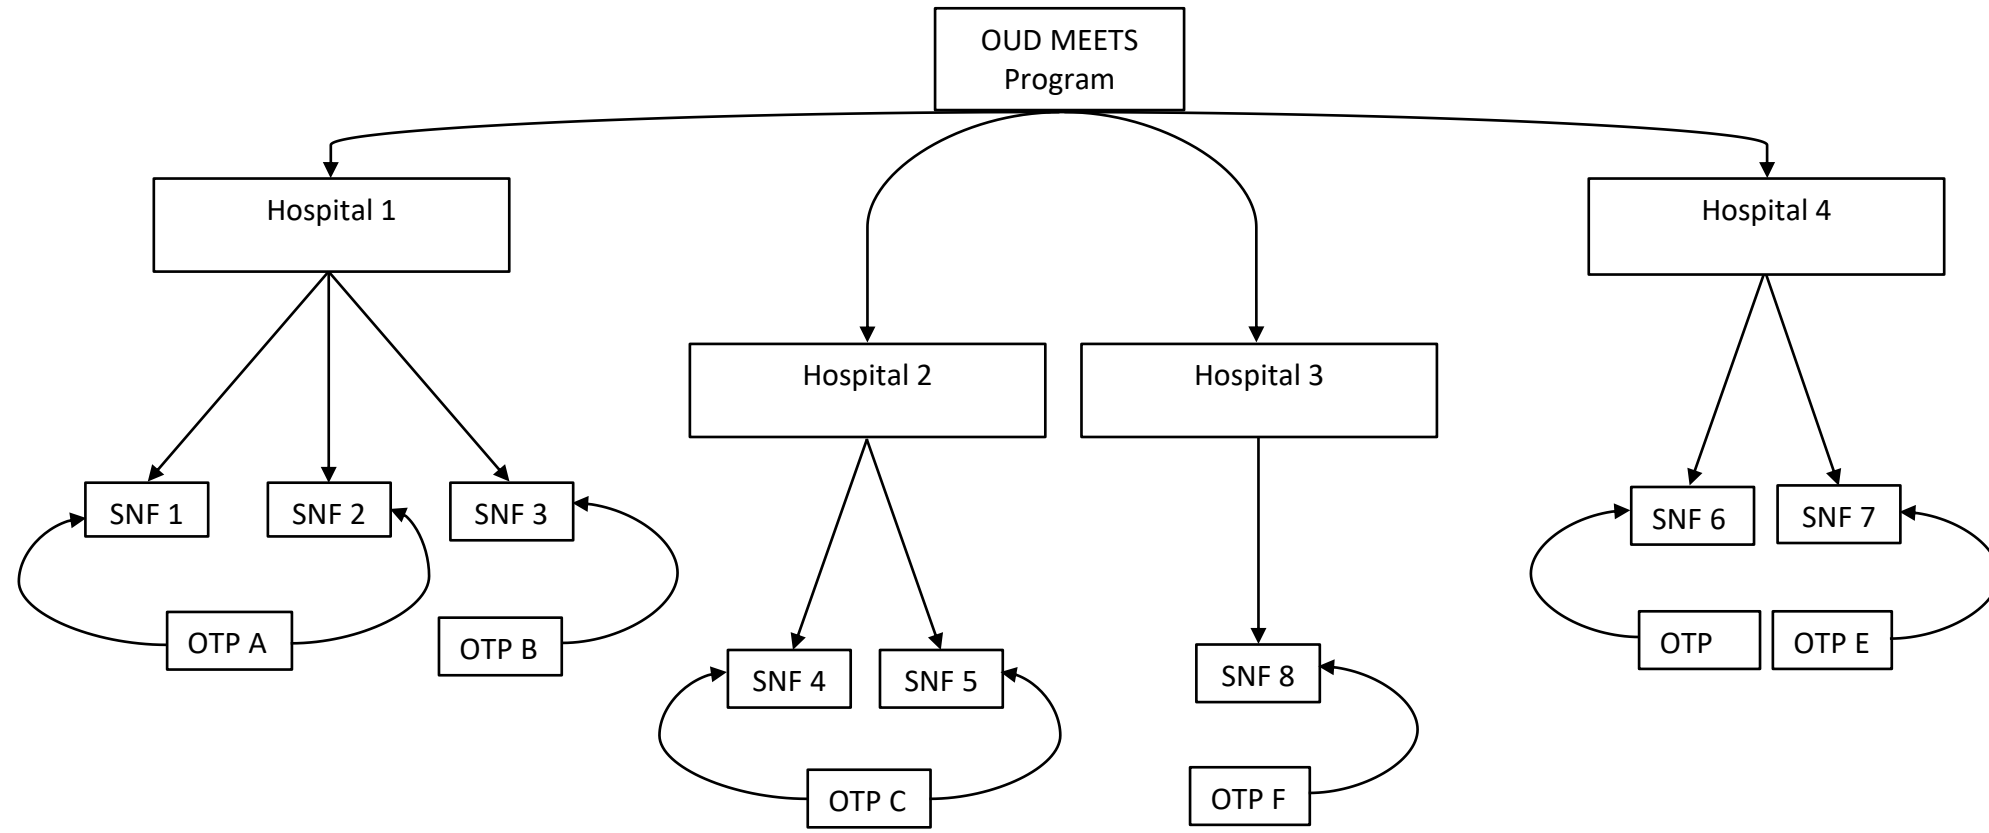 OUD MEETS
Program
Hospital 1
Hospital 4
Hospital 2
Hospital 3
SNF 1
SNF 2
SNF 3
SNF 6
SNF 7
OTP A
OTP B
OTP
OTP E
SNF 4
SNF 5
SNF 8
OTP C
OTP F